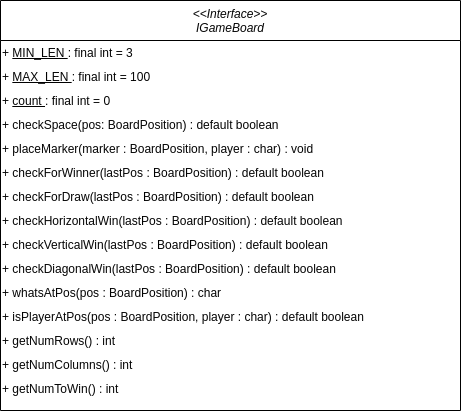 <<Interface>>
IGameBoard
+ MIN_LEN : final int = 3
+ MAX_LEN : final int = 100
+ count : final int = 0
+ checkSpace(pos: BoardPosition) : default boolean
+ placeMarker(marker : BoardPosition, player : char) : void
+ checkForWinner(lastPos : BoardPosition) : default boolean
+ checkForDraw(lastPos : BoardPosition) : default boolean
+ checkHorizontalWin(lastPos : BoardPosition) : default boolean
+ checkVerticalWin(lastPos : BoardPosition) : default boolean
+ checkDiagonalWin(lastPos : BoardPosition) : default boolean
+ whatsAtPos(pos : BoardPosition) : char
+ isPlayerAtPos(pos : BoardPosition, player : char) : default boolean
+ getNumRows() : int
+ getNumColumns() : int
+ getNumToWin() : int